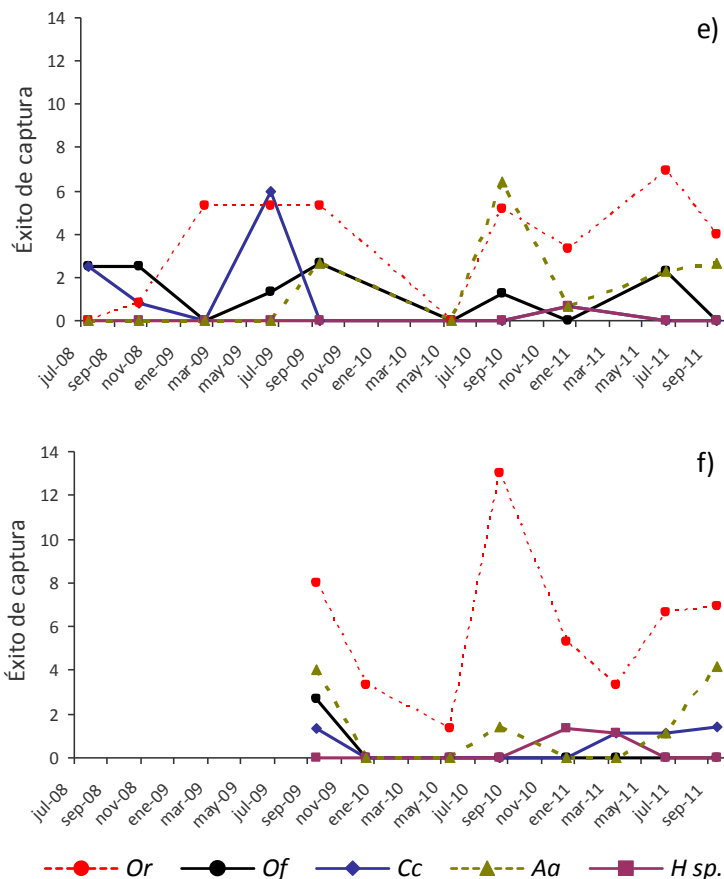 e)
14
12
10
8
6
4
2
0
Éxito de captura
jul-08
sep-08
nov-08
ene-09
mar-09
may-09
jul-09
sep-09
nov-09
ene-10
mar-10
may-10
jul-10
sep-10
nov-10
ene-11
mar-11
may-11
jul-11
sep-11
f)
14
12
10
8
6
4
2
0
Éxito de captura
jul-08
sep-08
nov-08
ene-09
mar-09
may-09
jul-09
sep-09
nov-09
ene-10
mar-10
may-10
jul-10
sep-10
nov-10
ene-11
mar-11
may-11
jul-11
sep-11
Or Of Cc Aa H sp.